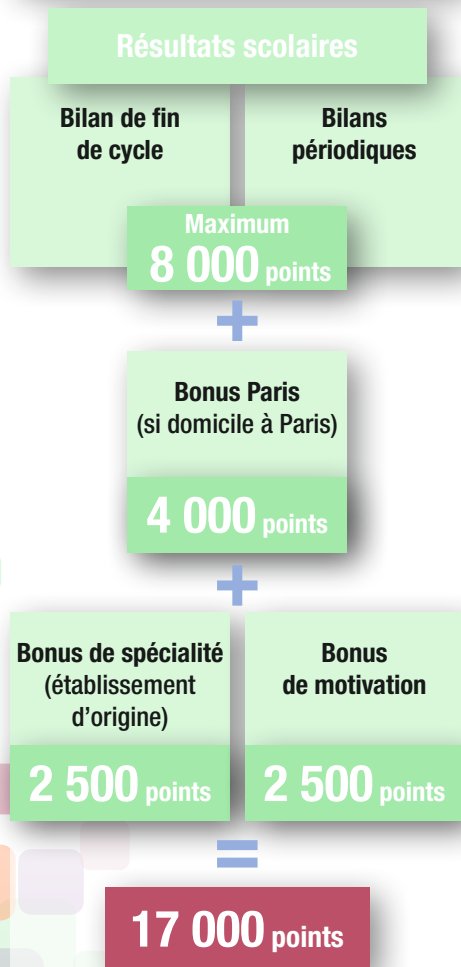 Résultats scolaires
Bilan de fin
de cycle
Bilans
périodiques
Maximum
8 000 points
+
Bonus Paris
(si domicile à Paris)
4 000 points
+
Bonus de spécialité
(établissement
d'origine)
2 500 points
Bonus
de motivation
2 500 points
=
17 000 points